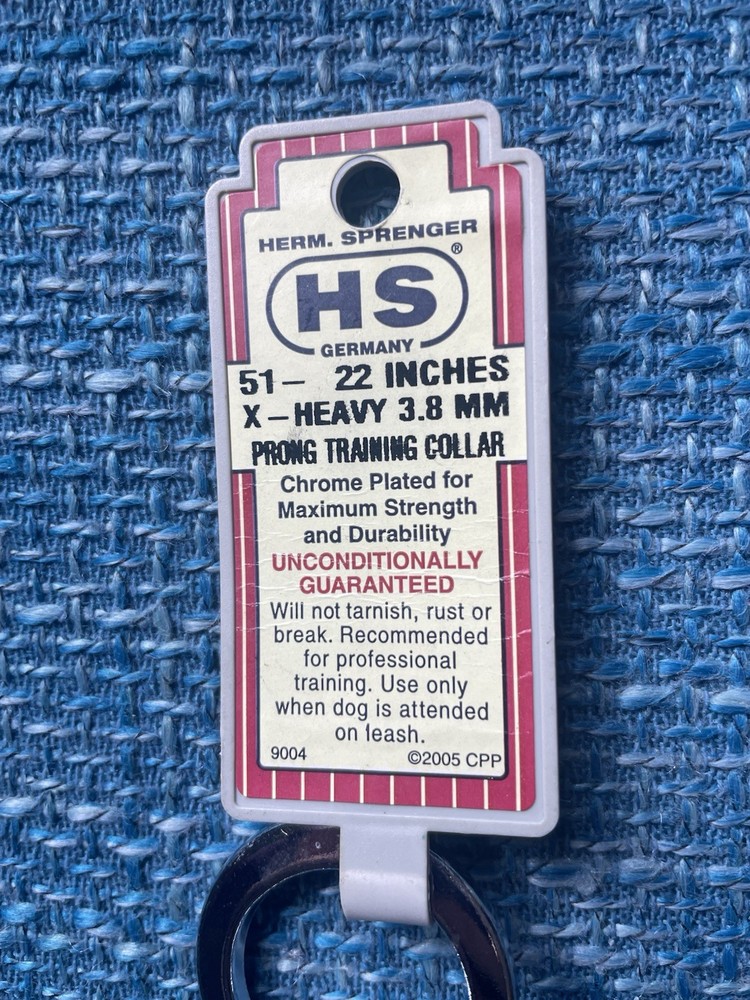 HERM. SPRENGER
HS®
GERMANY
51 – 22 INCHES
X – HEAVY 3.8 MM
PRONG TRAINING COLLAR
Chrome Plated for
Maximum Strength
and Durability
UNCONDITIONALLY
GUARANTEED
Will not tarnish, rust or
break. Recommended
for professional
training. Use only
when dog is attended
on leash.
9004 ©2005 CPP